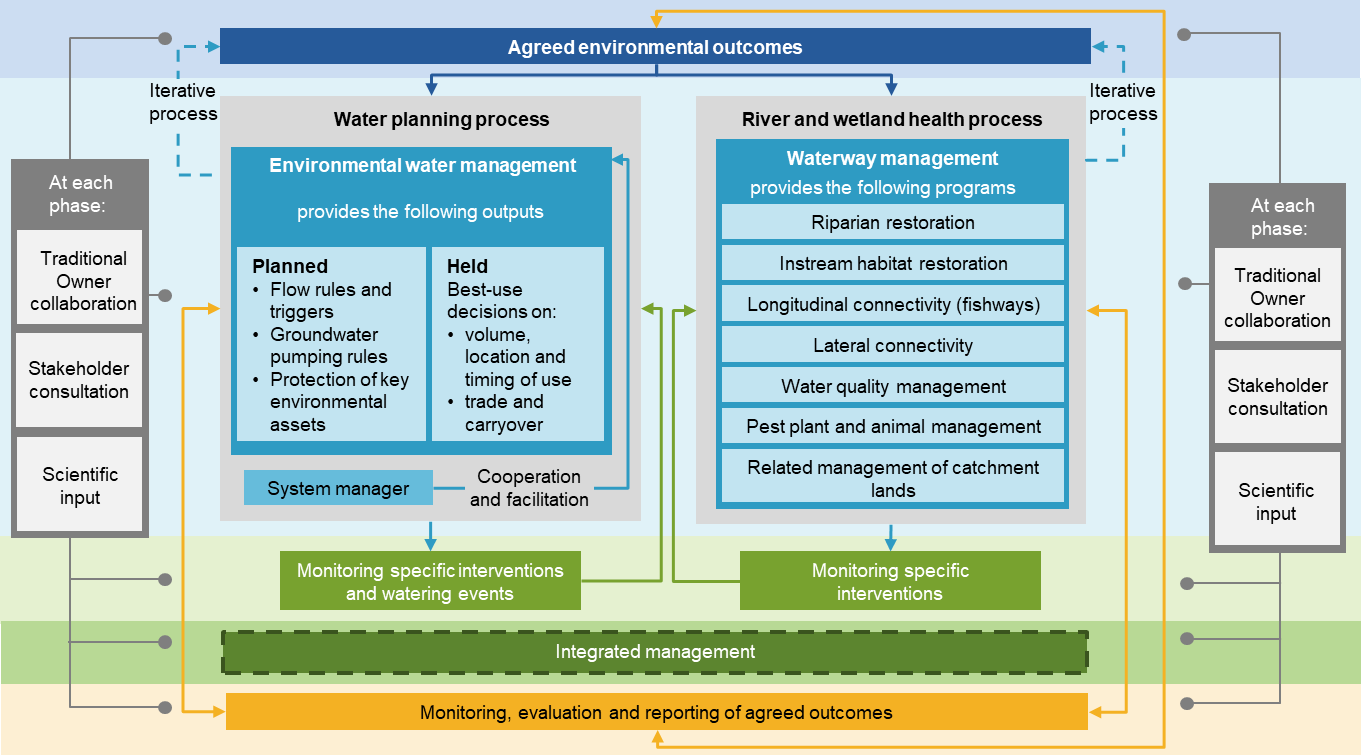 Agreed environmental outcomes
Iterative
process
Iterative
process
At each
phase:
Traditional
Owner
collaboration
Stakeholder
consultation
Scientific
input
Water planning process
Environmental water management
provides the following outputs
Planned
• Flow rules and
triggers
• Groundwater
pumping rules
• Protection of key
environmental
assets
Held
Best-use
decisions on:
• volume,
location and
timing of use
• trade and
carryover
System manager
Cooperation
and facilitation
River and wetland health process
Waterway management
provides the following programs
Riparian restoration
Instream habitat restoration
Longitudinal connectivity (fishways)
Lateral connectivity
Water quality management
Pest plant and animal management
Related management of catchment
lands
At each
phase:
Traditional
Owner
collaboration
Stakeholder
consultation
Scientific
input
Monitoring specific interventions
and watering events
Monitoring specific
interventions
Integrated management
Monitoring, evaluation and reporting of agreed outcomes